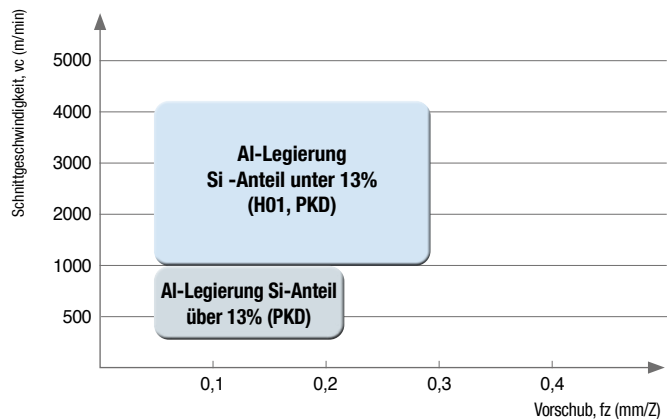 Schnittgeschwindigkeit, vc (m/min)
5000
4000
3000
2000
1000
500
Al-Legierung
Si -Anteil unter 13%
(H01, PKD)
Al-Legierung Si-Anteil
über 13% (PKD)
0,1
0,2
0,3
0,4
Vorschub, fz (mm/Z)